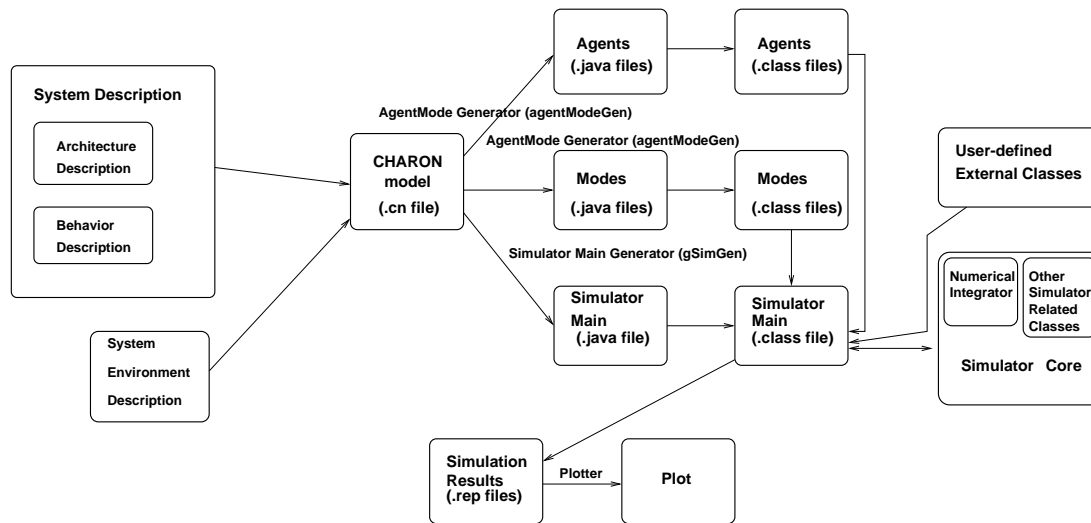 System Description
Architecture
Description
Behavior
Description
System
Environment
Description
CHARON
model
(.cn file)
AgentMode Generator (agentModeGen)
AgentMode Generator (agentModeGen)
Simulator Main Generator (gSimGen)
Agents
(.java files)
Agents
(.class files)
Modes
(.java files)
Modes
(.class files)
Simulator
Main
(.java file)
Simulator
Main
(.class file)
User-defined
External Classes
Numerical
Integrator
Other
Simulator
Related
Classes
Simulator Core
Simulation
Results
(.rep files)
Plotter
Plot